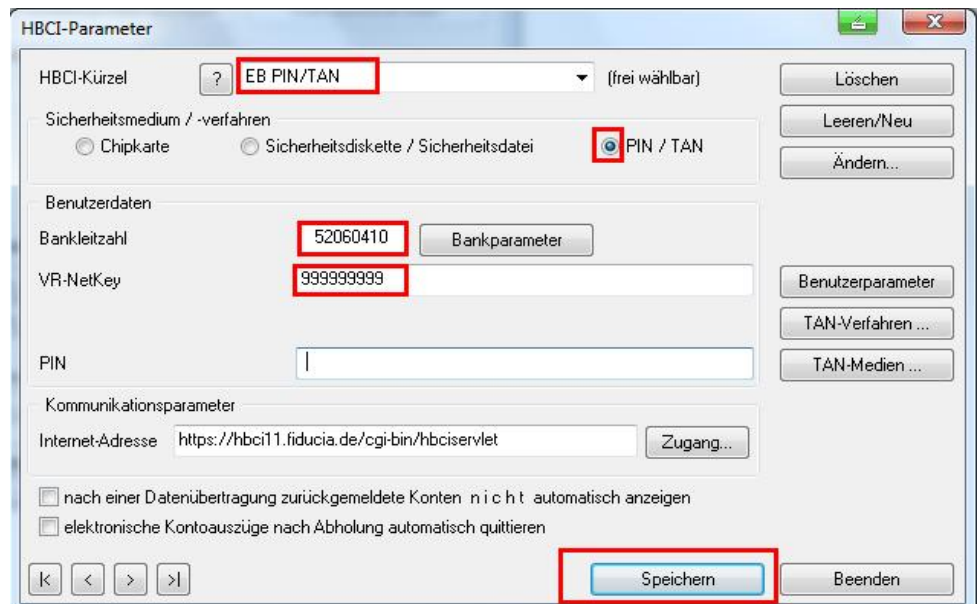 HBCI-Parameter
HBCI-Kürzel ? EB PIN/TAN (frei wählbar) Löschen
Sicherheitsmedium / -verfahren Leeren/Neu
Chipkarte Sicherheitsdiskette / Sicherheitsdatei PIN / TAN
Ändern...
Benutzerdaten
Bankleitzahl 52060410 Bankparameter
VR-NetKey 999999999 Benutzerparameter
TAN-Verfahren ...
PIN TAN-Medien ...
Kommunikationsparameter
Internet-Adresse https://hbci11.fiducia.de/cgi-bin/hbciservlet Zugang...
nach einer Datenübertragung zurückgemeldete Konten n i c h t automatisch anzeigen
elektronische Kontoauszüge nach Abholung automatisch quittieren
|< < > >| Speichern Beenden